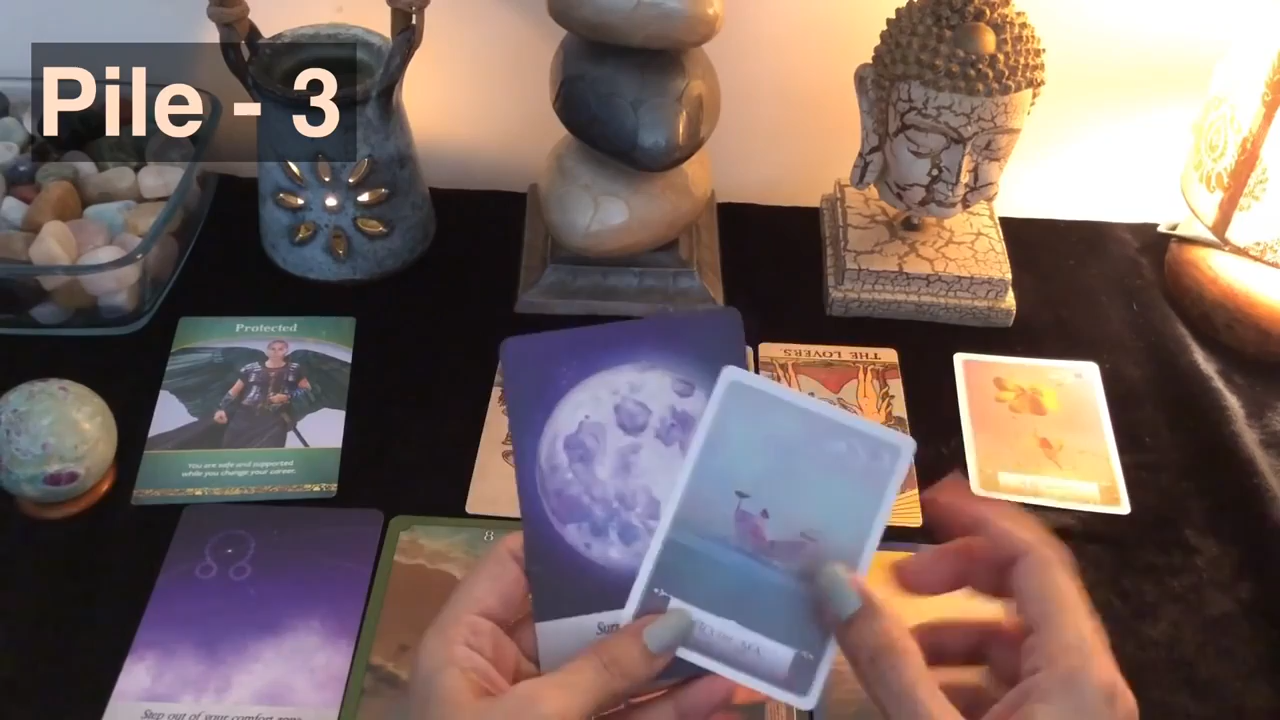 Pile - 3
Protected
THE LOVERS.
You are safe and supported
while you change your career.
8
Step out of your comfort zone